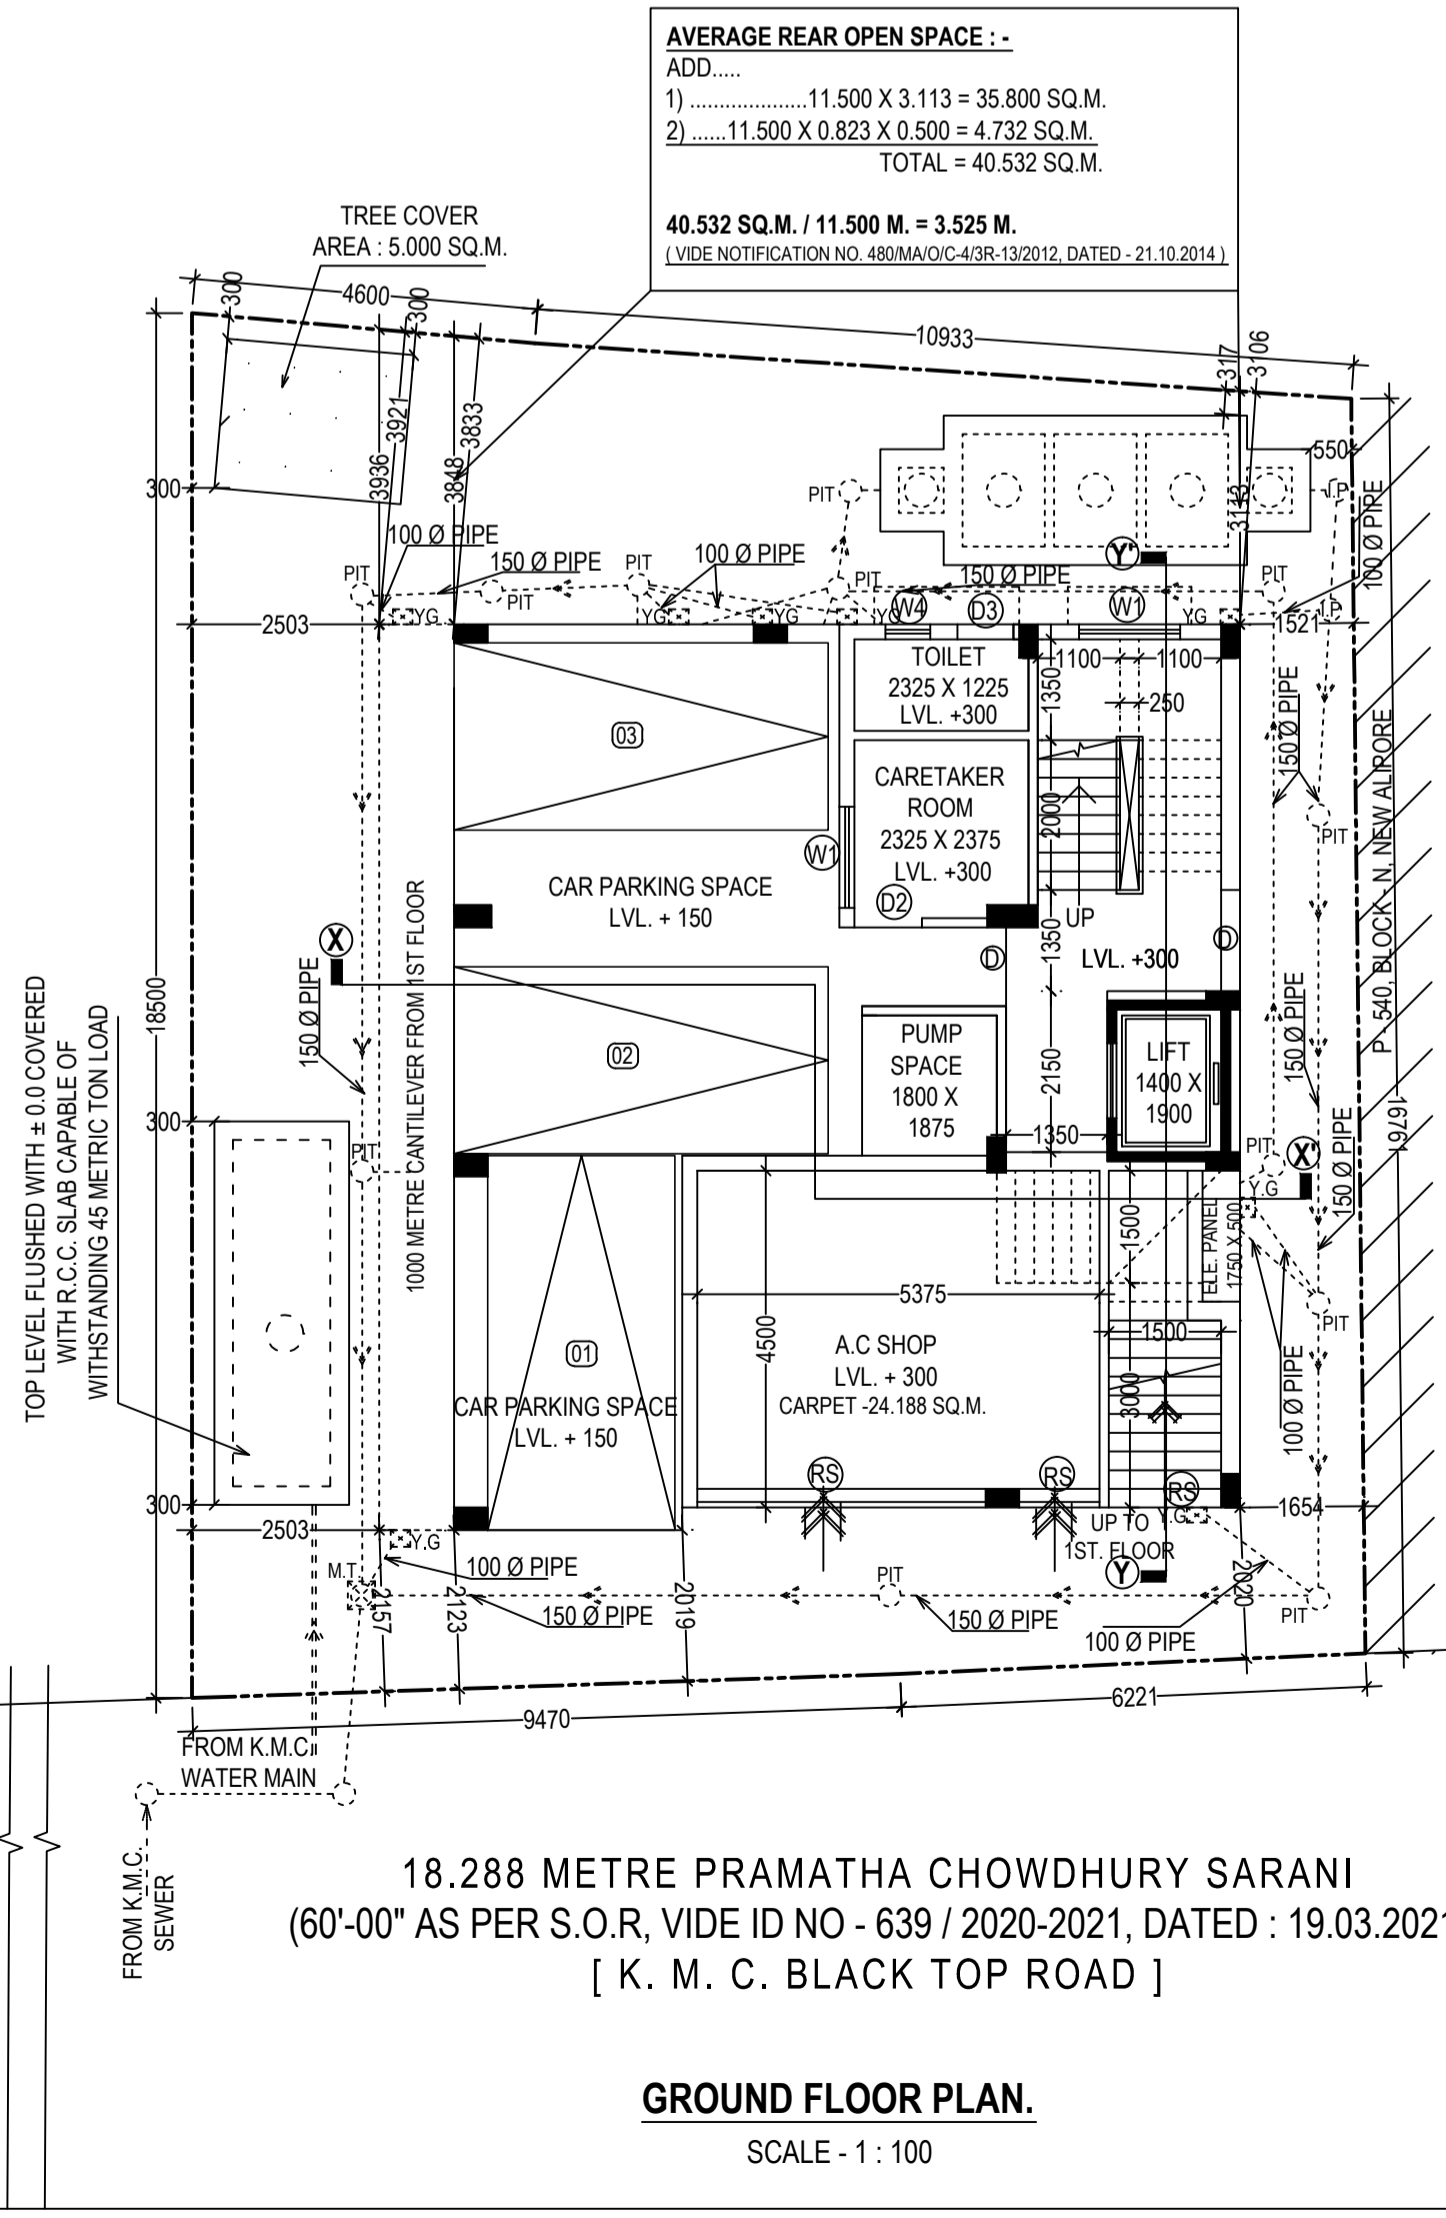 AVERAGE REAR OPEN SPACE : -
ADD.....
1) ....................11.500 X 3.113 = 35.800 SQ.M.
2) ......11.500 X 0.823 X 0.500 = 4.732 SQ.M.
TOTAL = 40.532 SQ.M.
40.532 SQ.M. / 11.500 M. = 3.525 M.
( VIDE NOTIFICATION NO. 480/MA/O/C-4/3R-13/2012, DATED - 21.10.2014 )
TREE COVER
AREA : 5.000 SQ.M.
300
4600
300
10933
317
3106
3936
3921
3848
3833
300
550
3113
PIT
I.P
100 Ø PIPE
100 Ø PIPE
150 Ø PIPE
PIT
100 Ø PIPE
PIT
150 Ø PIPE
Y'
PIT
PIT
PIT
I.P
2503
YG
YG
YG
YG
W4
D3
W1
YG
1521
TOILET
2325 X 1225
LVL. +300
1100
1100
1350
250
03
150 Ø PIPE
CARETAKER
ROOM
2325 X 2375
LVL. +300
2000
W1
D2
PIT
P - 540, BLOCK - N, NEW ALIPORE
CAR PARKING SPACE
LVL. + 150
UP
1350
D
D
LVL. +300
X
150 Ø PIPE
1000 METRE CANTILEVER FROM 1ST FLOOR
18500
TOP LEVEL FLUSHED WITH ± 0.0 COVERED
WITH R.C.C. SLAB CAPABLE OF
WITHSTANDING 45 METRIC TON LOAD
02
PUMP
SPACE
1800 X
1875
2150
LIFT
1400 X
1900
150 Ø PIPE
16761
300
PIT
1350
PIT
X'
150 Ø PIPE
Y.G
1500
ELE. PANEL
1750 X 500
5375
4500
A.C SHOP
LVL. + 300
CARPET -24.188 SQ.M.
1500
3000
PIT
100 Ø PIPE
01
CAR PARKING SPACE
LVL. + 150
RS
RS
RS
300
2503
Y.G
1654
Y.G
UP TO
1ST. FLOOR
M.T
100 Ø PIPE
2157
2123
150 Ø PIPE
2019
PIT
150 Ø PIPE
Y
2020
100 Ø PIPE
PIT
9470
6221
FROM K.M.C.
WATER MAIN
FROM K.M.C.
SEWER
18.288 METRE PRAMATHA CHOWDHURY SARANI
(60'-00" AS PER S.O.R, VIDE ID NO - 639 / 2020-2021, DATED : 19.03.2021
[ K. M. C. BLACK TOP ROAD ]
GROUND FLOOR PLAN.
SCALE - 1 : 100